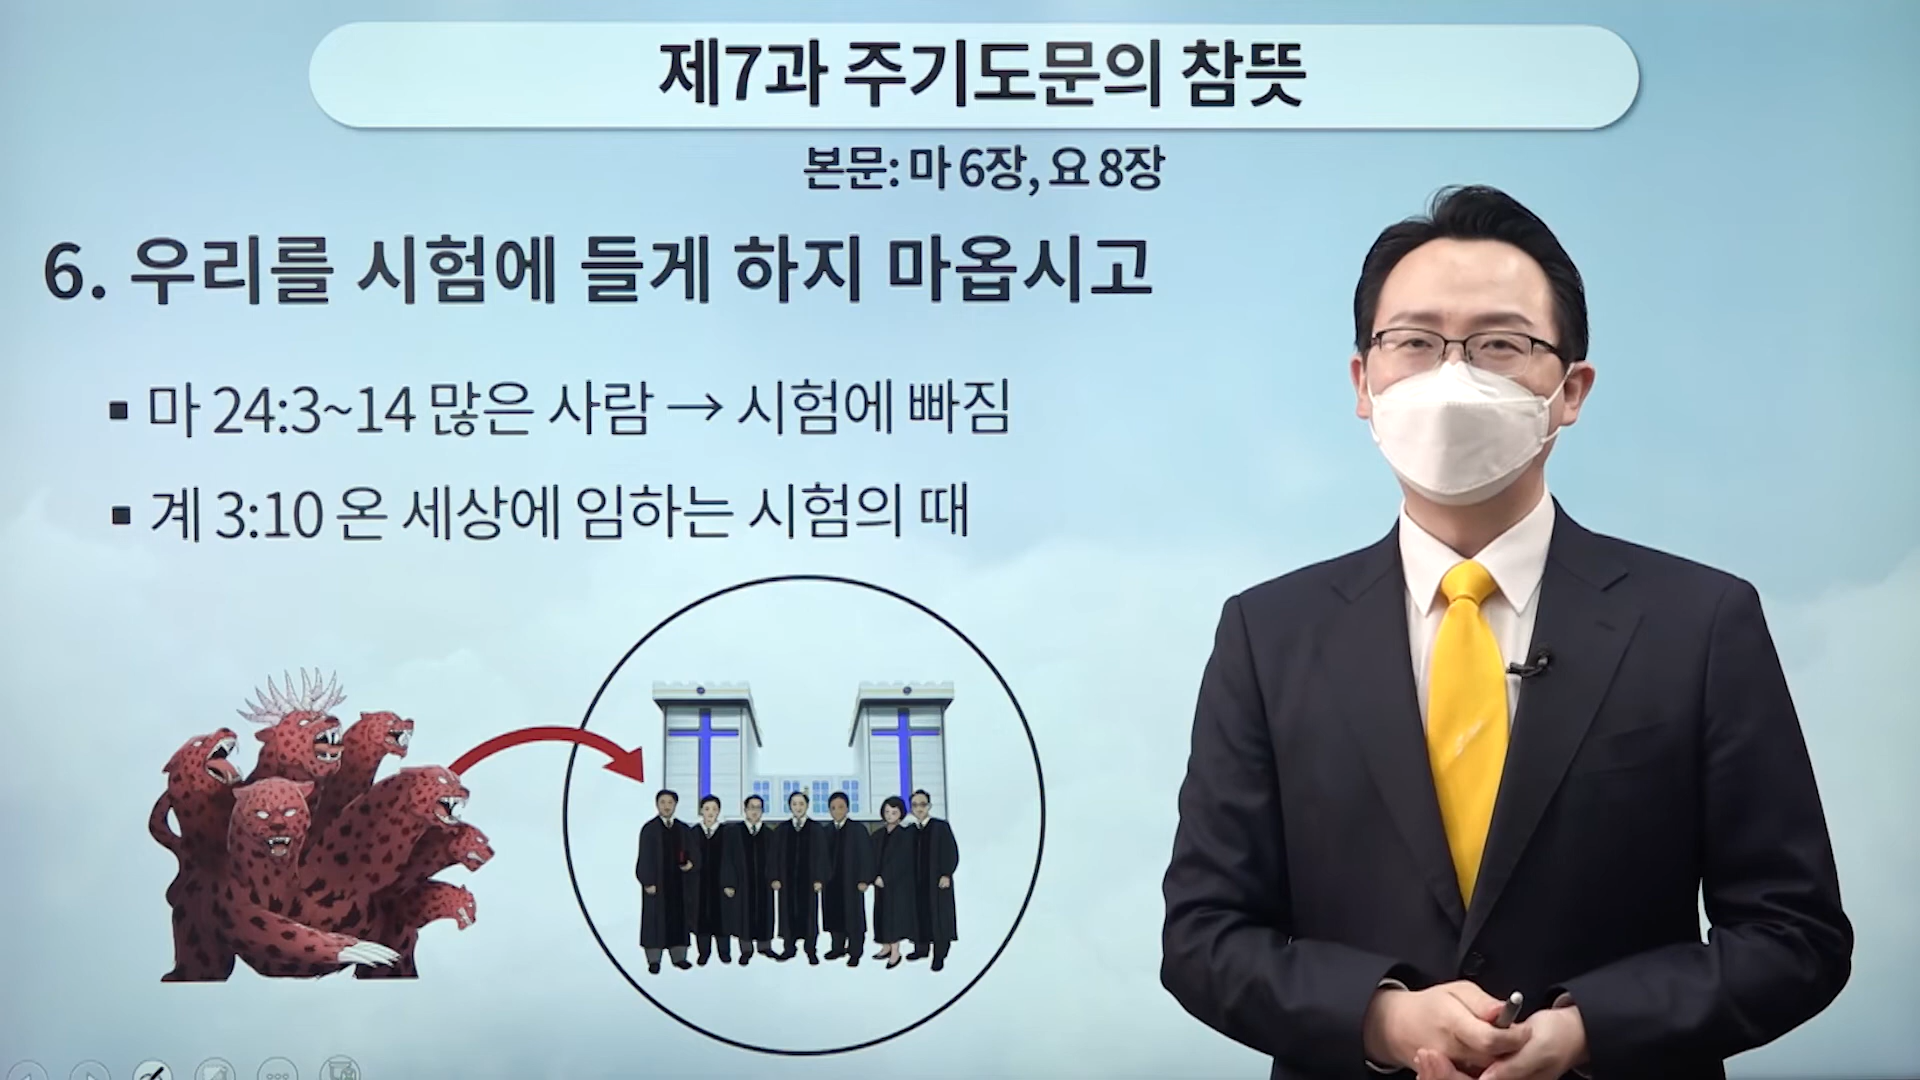 제7과 주기도문의 참뜻
본문: 마 6장, 요 8장
6. 우리를 시험에 들게 하지 마옵시고
▪ 마 24:3~14 많은 사람 → 시험에 빠짐
▪ 계 3:10 온 세상에 임하는 시험의 때